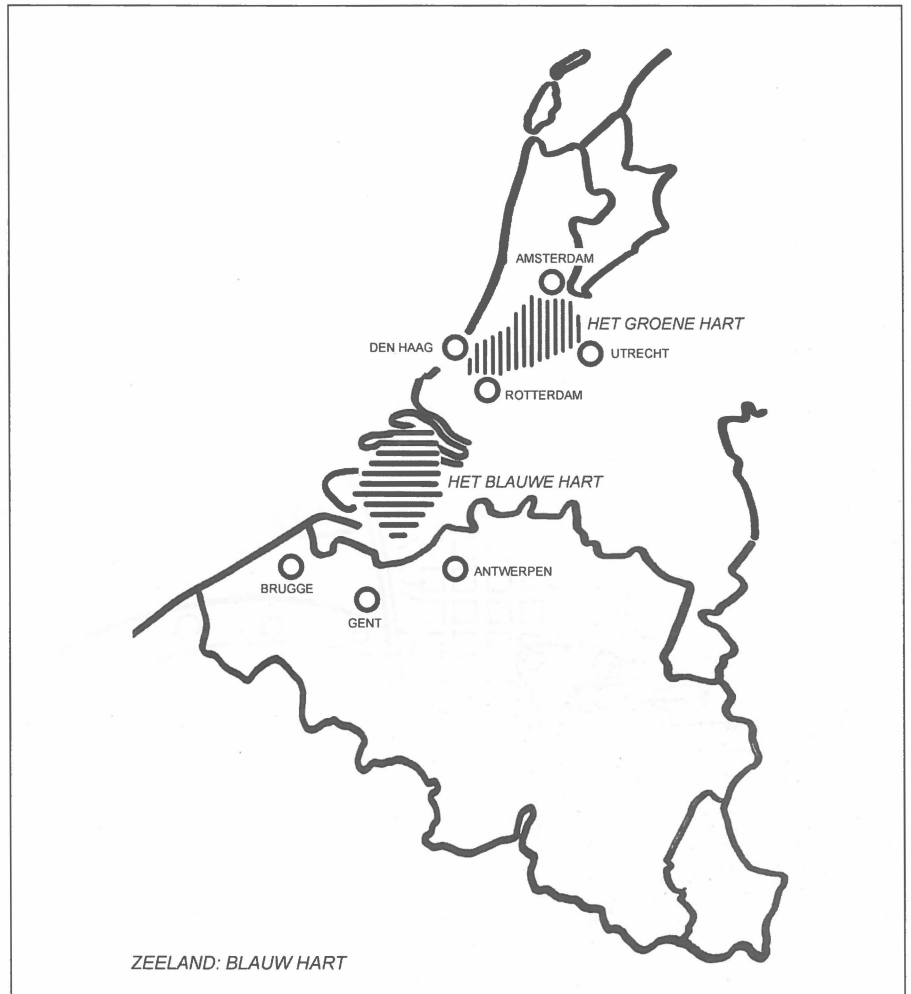 AMSTERDAM
HET GROENE HART
DEN HAAG
UTRECHT
ROTTERDAM
HET BLAUWE HART
ANTWERPEN
BRUGGE
GENT
ZEELAND: BLAUW HART